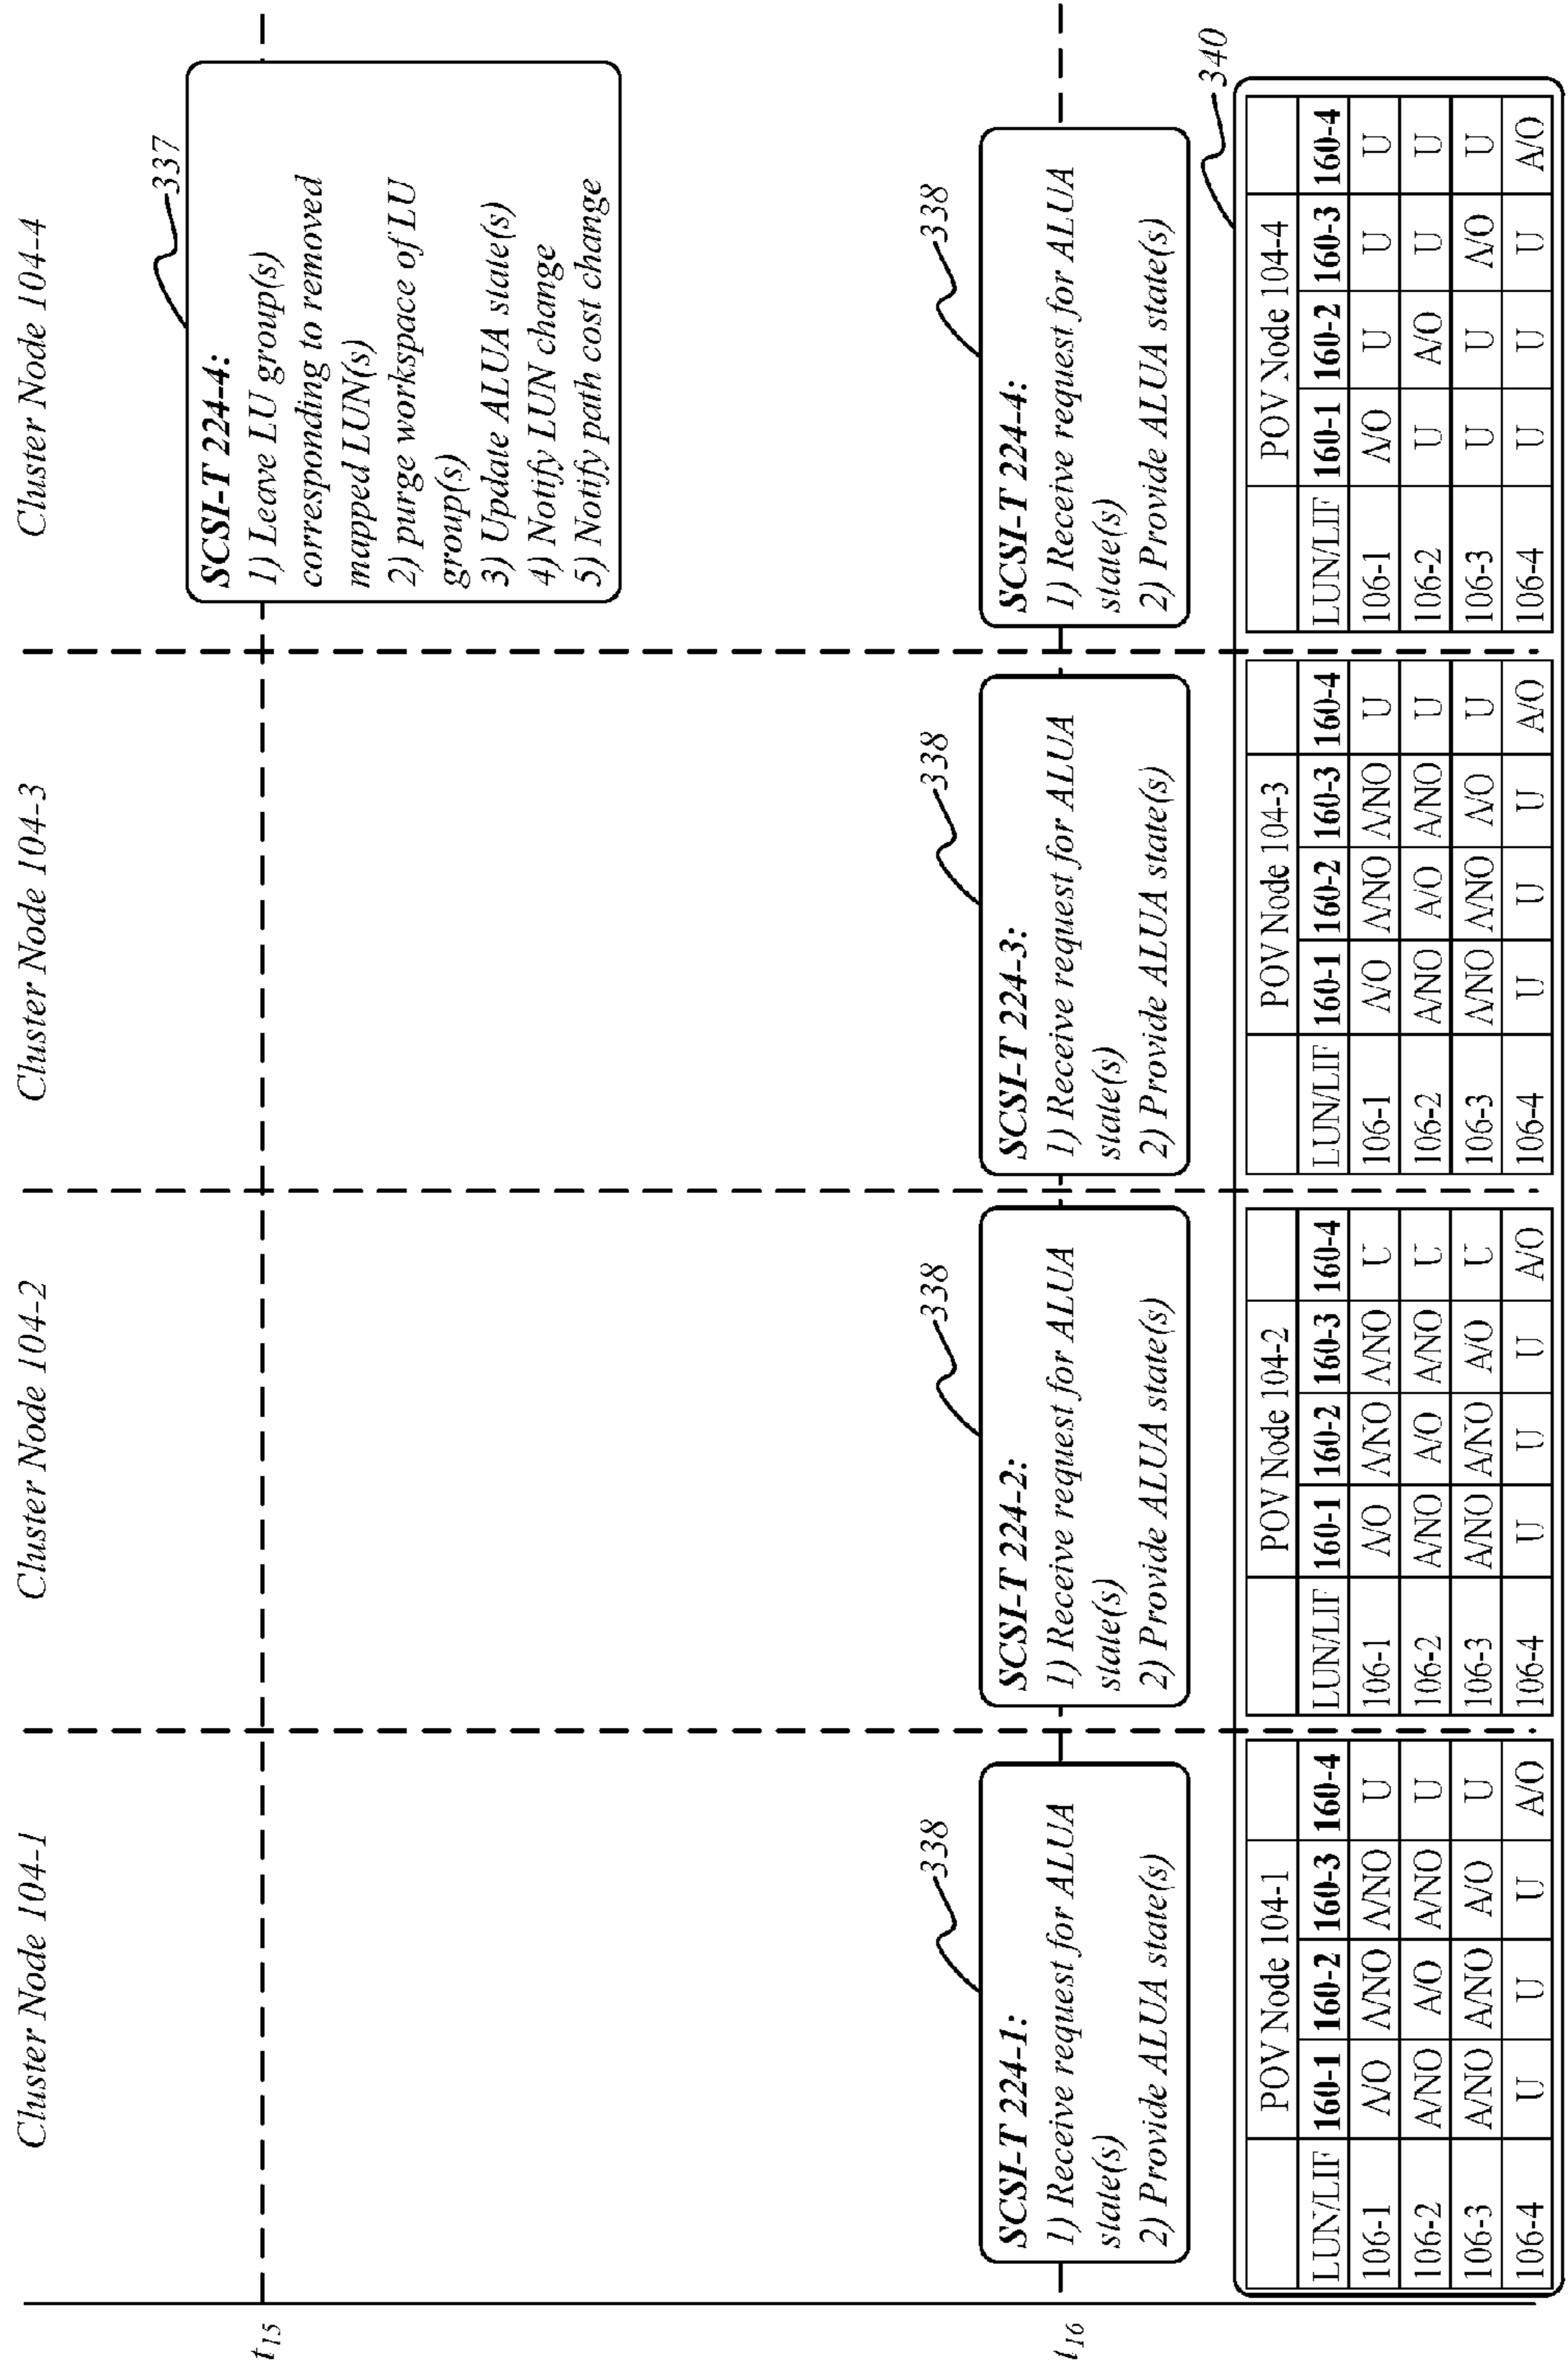 Cluster Node 104-1
Cluster Node 104-2
Cluster Node 104-3
Cluster Node 104-4
t15
337
SCSI-T 224-4:
1) Leave LU group(s)
corresponding to removed
mapped LUN(s)
2) purge workspace of LU
group(s)
3) Update ALUA state(s)
4) Notify LUN change
5) Notify path cost change
t16
338
SCSI-T 224-1:
1) Receive request for ALUA
state(s)
2) Provide ALUA state(s)
338
SCSI-T 224-2:
1) Receive request for ALUA
state(s)
2) Provide ALUA state(s)
338
SCSI-T 224-3:
1) Receive request for ALUA
state(s)
2) Provide ALUA state(s)
338
SCSI-T 224-4:
1) Receive request for ALUA
state(s)
2) Provide ALUA state(s)
340
POV Node 104-1
LUN/LIF 160-1 160-2 160-3 160-4
106-1 A/O A/NO A/NO U
106-2 A/NO A/O A/NO U
106-3 A/NO A/NO A/O U
106-4 U U U A/O
POV Node 104-2
LUN/LIF 160-1 160-2 160-3 160-4
106-1 A/O A/NO A/NO U
106-2 A/NO A/O A/NO U
106-3 A/NO A/NO A/O U
106-4 U U U A/O
POV Node 104-3
LUN/LIF 160-1 160-2 160-3 160-4
106-1 A/O A/NO A/NO U
106-2 A/NO A/O A/NO U
106-3 A/NO A/NO A/O U
106-4 U U U A/O
POV Node 104-4
LUN/LIF 160-1 160-2 160-3 160-4
106-1 A/O U U U
106-2 U A/O U U
106-3 U U A/O U
106-4 U U U A/O